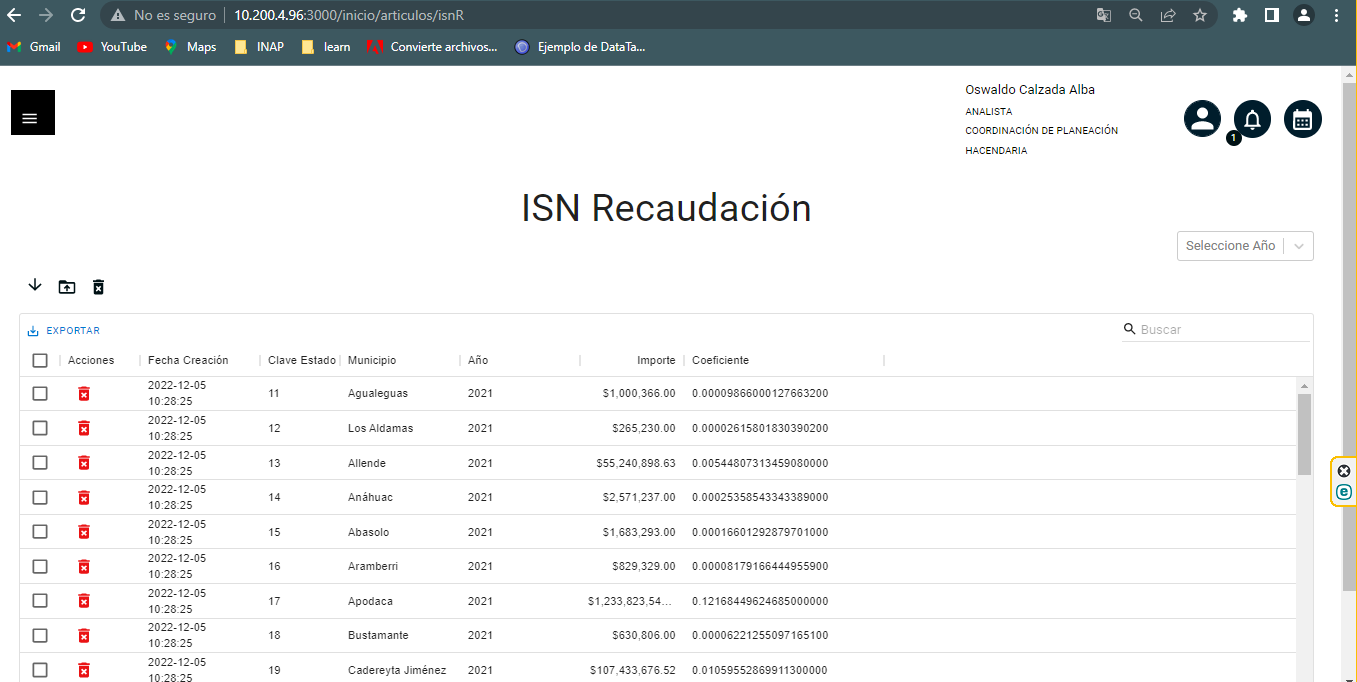 No es seguro | 10.200.4.96:3000/inicio/articulos/isnR
Gmail YouTube Maps INAP learn Convierte archivos... Ejemplo de DataTa...
Oswaldo Calzada Alba
ANALISTA
COORDINACIÓN DE PLANEACIÓN
HACENDARIA
1
ISN Recaudación
Seleccione Año
EXPORTAR Buscar
Acciones Fecha Creación Clave Estado Municipio Año Importe Coeficiente
2022-12-05
10:28:25 11 Agualeguas 2021 $1,000,366.00 0.00009866000127663200
2022-12-05
10:28:25 12 Los Aldamas 2021 $265,230.00 0.00002615801830390200
2022-12-05
10:28:25 13 Allende 2021 $55,240,898.63 0.00544807313459080000
2022-12-05
10:28:25 14 Anáhuac 2021 $2,571,237.00 0.00025358543343389000
2022-12-05
10:28:25 15 Abasolo 2021 $1,683,293.00 0.00016601292879701000
2022-12-05
10:28:25 16 Aramberri 2021 $829,329.00 0.00008179166444955900
2022-12-05
10:28:25 17 Apodaca 2021 $1,233,823,54... 0.12168449624685000000
2022-12-05
10:28:25 18 Bustamante 2021 $630,806.00 0.00006221255097165100
2022-12-05
10:28:25 19 Cadereyta Jiménez 2021 $107,433,676.52 0.01059552869911300000